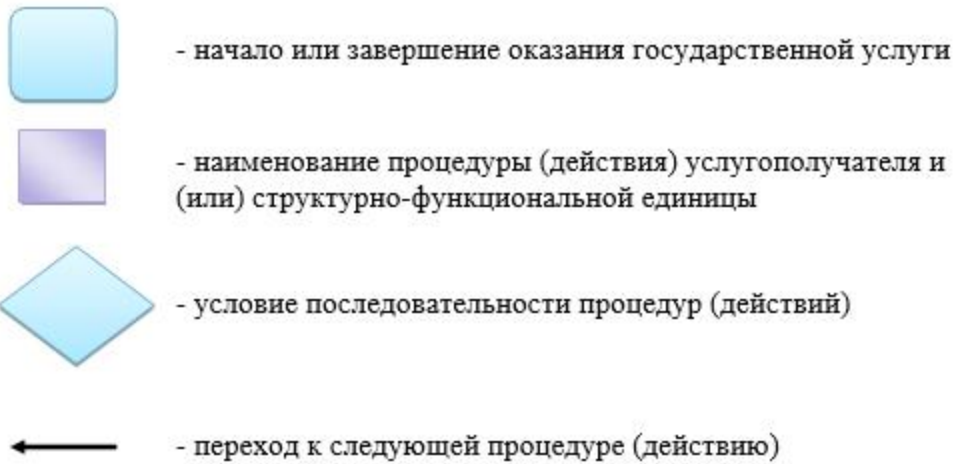 - начало или завершение оказания государственной услуги
- наименование процедуры (действия) услугополучателя и
(или) структурно-функциональной единицы
- условие последовательности процедур (действий)
- переход к следующей процедуре (действию)